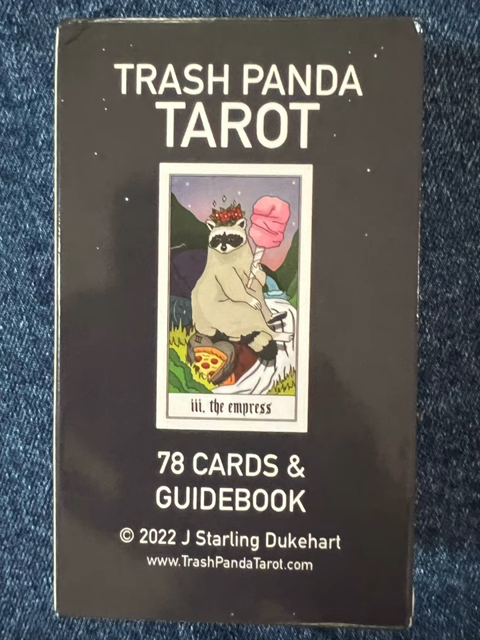 TRASH PANDA
TAROT
iii. the empress
78 CARDS &
GUIDEBOOK
© 2022 J Starling Dukehart
www.TrashPandaTarot.com